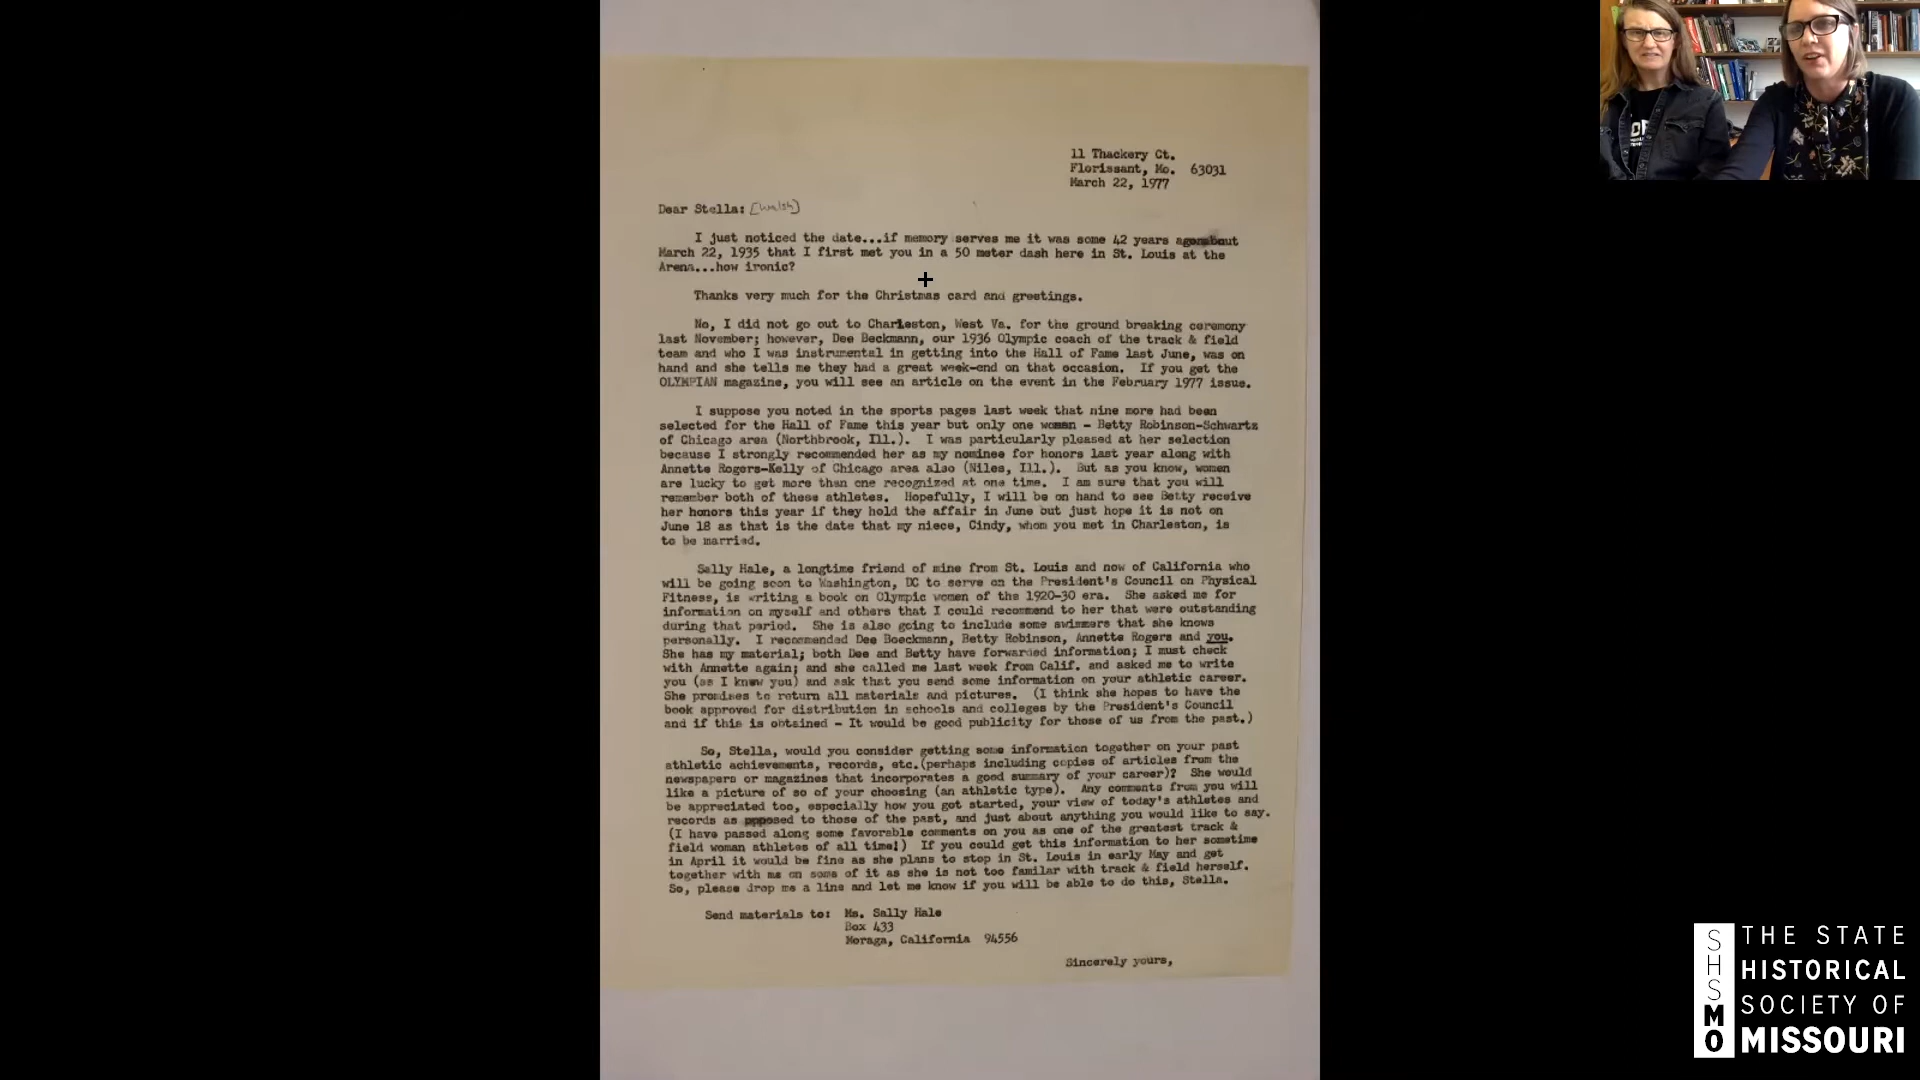 11 Thackery Ct.
Florissant, Mo. 63031
March 22, 1977
Dear Stella: [Walsh]
I just noticed the date...if memory serves me it was some 42 years ago about
March 22, 1935 that I first met you in a 50 meter dash here in St. Louis at the
Arena...how ironic?
Thanks very much for the Christmas card and greetings.
No, I did not go out to Charleston, West Va. for the ground breaking ceremony
last November; however, Dee Beckmann, our 1936 Olympic coach of the track & field
team and who I was instrumental in getting into the Hall of Fame last June, was on
hand and she tells me they had a great week-end on that occasion. If you get the
OLYMPIAN magazine, you will see an article on the event in the February 1977 issue.
I suppose you noted in the sports pages last week that nine more had been
selected for the Hall of Fame this year but only one woman - Betty Robinson-Schwartz
of Chicago area (Northbrook, Ill.). I was particularly pleased at her selection
because I strongly recommended her as my nominee for honors last year along with
Annette Rogers-Kelly of Chicago area also (Niles, Ill.). But as you know, women
are lucky to get more than one recognized at one time. I am sure that you will
remember both of these athletes. Hopefully, I will be on hand to see Betty receive
her honors this year if they hold the affair in June but just hope it is not on
June 18 as that is the date that my niece, Cindy, whom you met in Charleston, is
to be married.
Sally Hale, a longtime friend of mine from St. Louis and now of California who
will be going soon to Washington, DC to serve on the President's Council on Physical
Fitness, is writing a book on Olympic women of the 1920-30 era. She asked me for
information on myself and others that I could recommend to her that were outstanding
during that period. She is also going to include some swimmers that she knows
personally. I recommended Dee Boeckmann, Betty Robinson, Annette Rogers and you.
She has my material; both Dee and Betty have forwarded information; I must check
with Annette again; and she called me last week from Calif. and asked me to write
you (as I knew you) and ask that you send some information on your athletic career.
She promises to return all materials and pictures. (I think she hopes to have the
book approved for distribution in schools and colleges by the President's Council
and if this is obtained - It would be good publicity for those of us from the past.)
So, Stella, would you consider getting some information together on your past
athletic achievements, records, etc.(perhaps including copies of articles from the
newspapers or magazines that incorporates a good summary of your career)? She would
like a picture of so of your choosing (an athletic type). Any comments from you will
be appreciated too, especially how you got started, your view of today's athletes and
records as opposed to those of the past, and just about anything you would like to say.
(I have passed along some favorable comments on you as one of the greatest track &
field woman athletes of all time!) If you could get this information to her sometime
in April it would be fine as she plans to stop in St. Louis in early May and get
together with me on some of it as she is not too familar with track & field herself.
So, please drop me a line and let me know if you will be able to do this, Stella.
Send materials to: Ms. Sally Hale
Box 433
Moraga, California 94556
Sincerely yours,
SHSMO
THE STATE
HISTORICAL
SOCIETY OF
MISSOURI